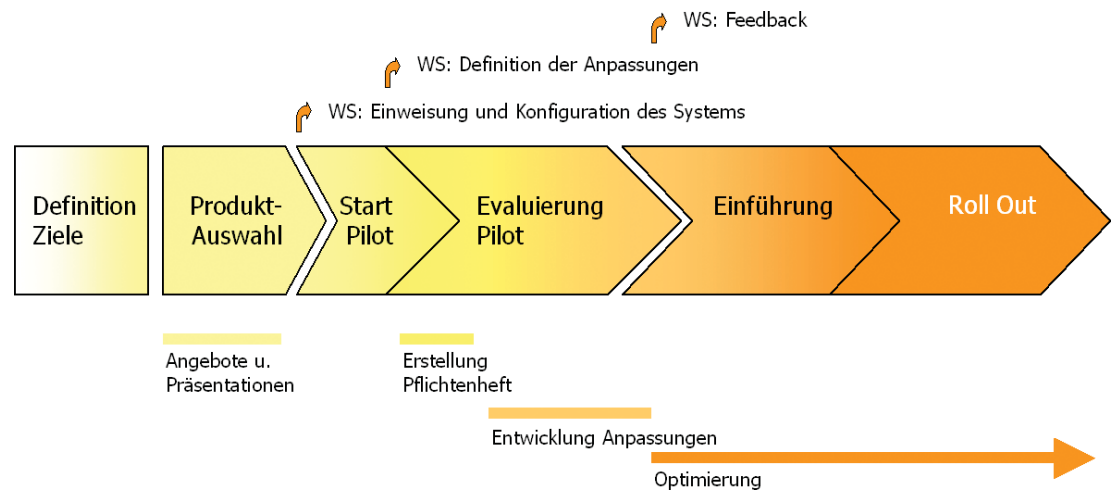 WS: Feedback
WS: Definition der Anpassungen
WS: Einweisung und Konfiguration des Systems
Definition
Ziele
Produkt-
Auswahl
Start
Pilot
Evaluierung
Pilot
Einführung
Roll Out
Angebote u.
Präsentationen
Erstellung
Pflichtenheft
Entwicklung Anpassungen
Optimierung